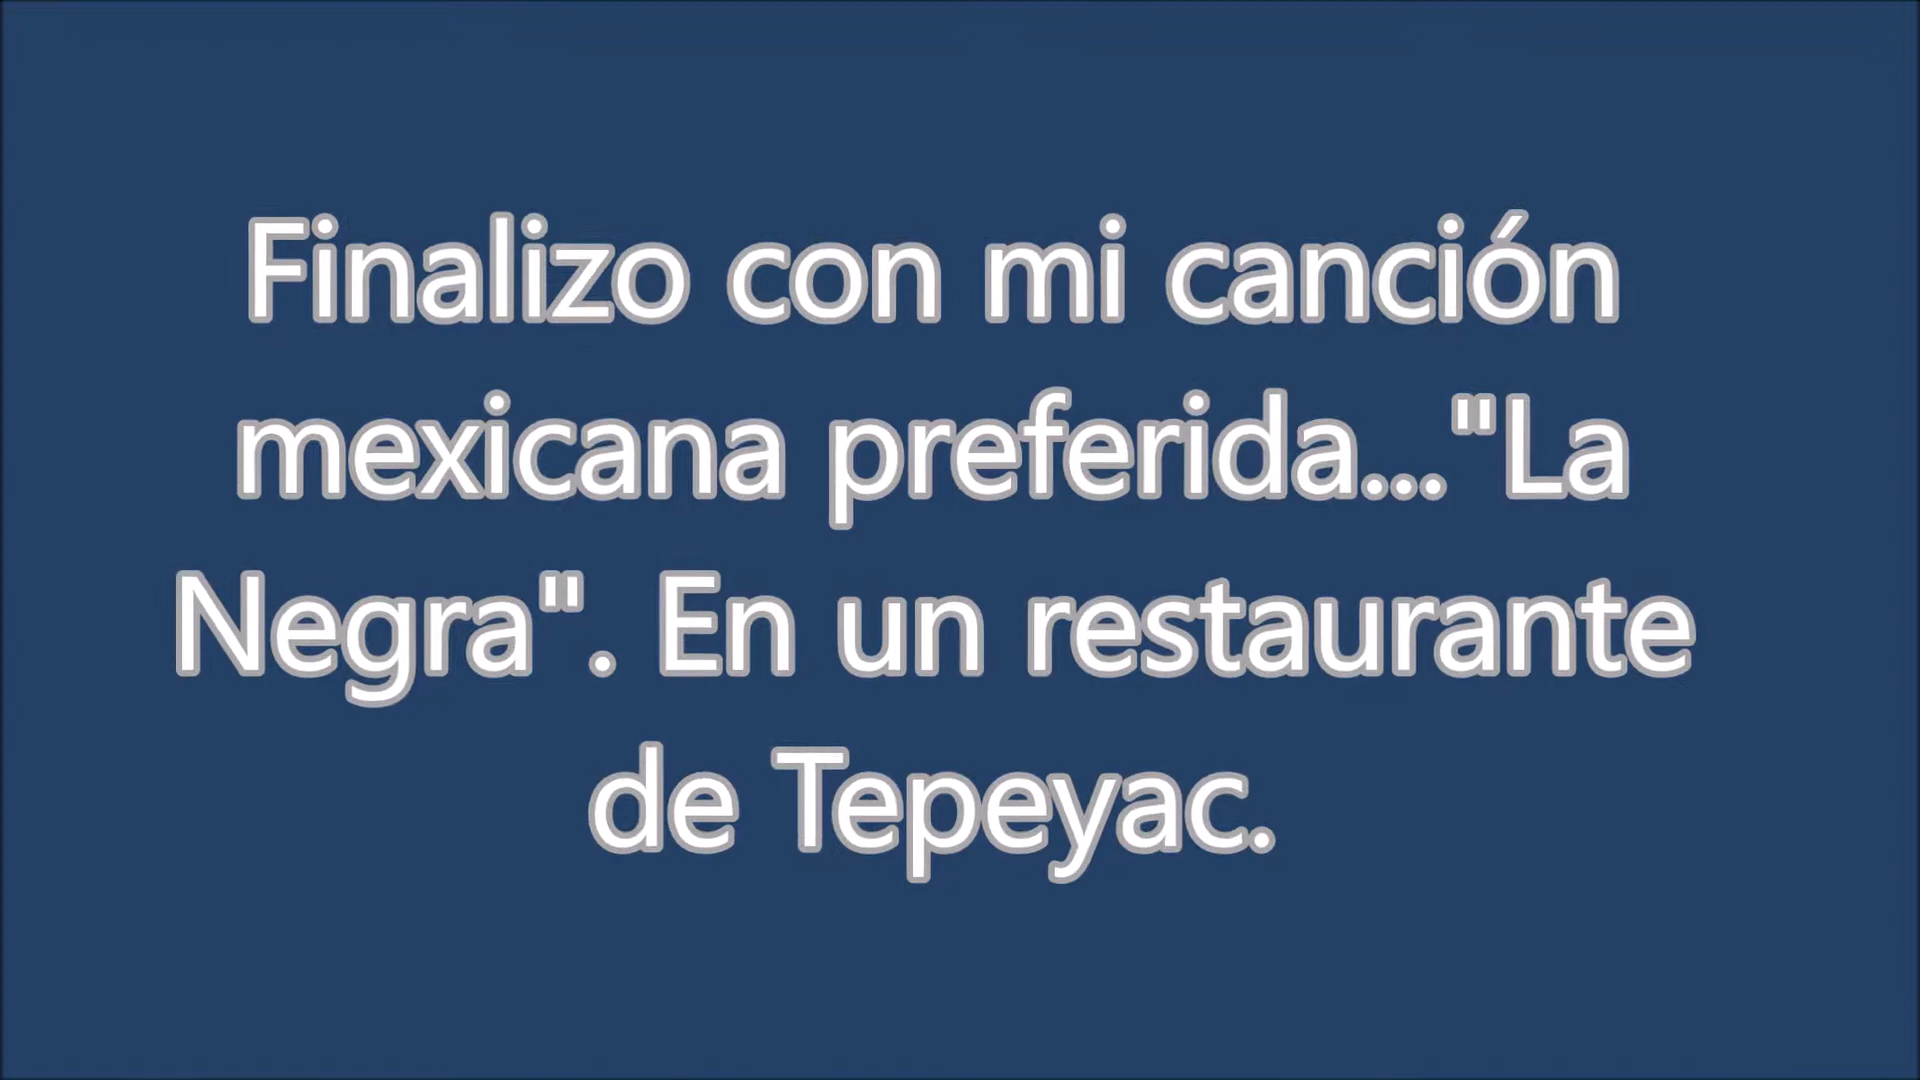 Finalizo con mi canción
mexicana preferida..."La
Negra". En un restaurante
de Tepeyac.